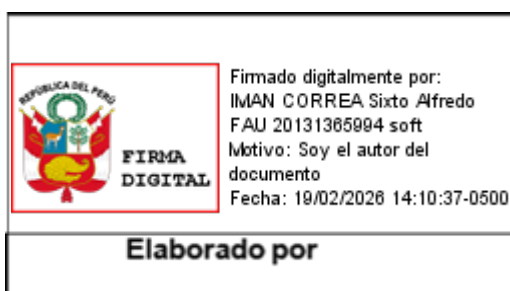 REPÚBLICA DEL PERÚ
FIRMA
DIGITAL
Firmado digitalmente por:
IMAN CORREA Sixto Alfredo
FAU 20131365994 soft
Motivo: Soy el autor del
documento
Fecha: 19/02/2026 14:10:37-0500
Elaborado por